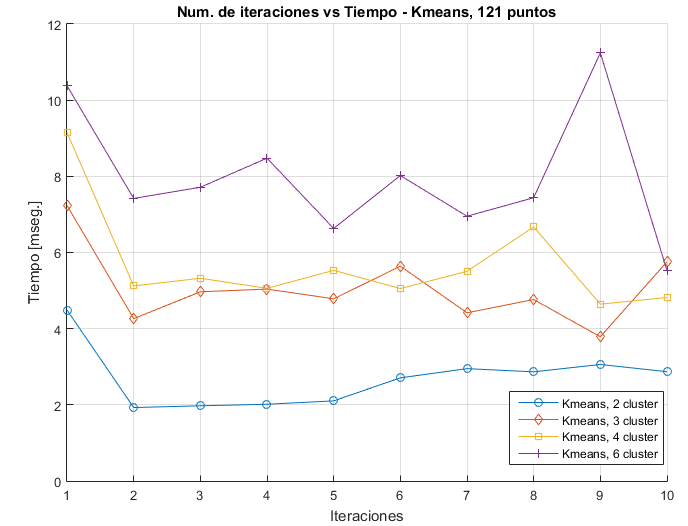 Num. de iteraciones vs Tiempo - Kmeans, 121 puntos
12
10
8
6
4
2
0
Tiempo [mseg.]
1 2 3 4 5 6 7 8 9 10
Iteraciones
Kmeans, 2 cluster
Kmeans, 3 cluster
Kmeans, 4 cluster
Kmeans, 6 cluster